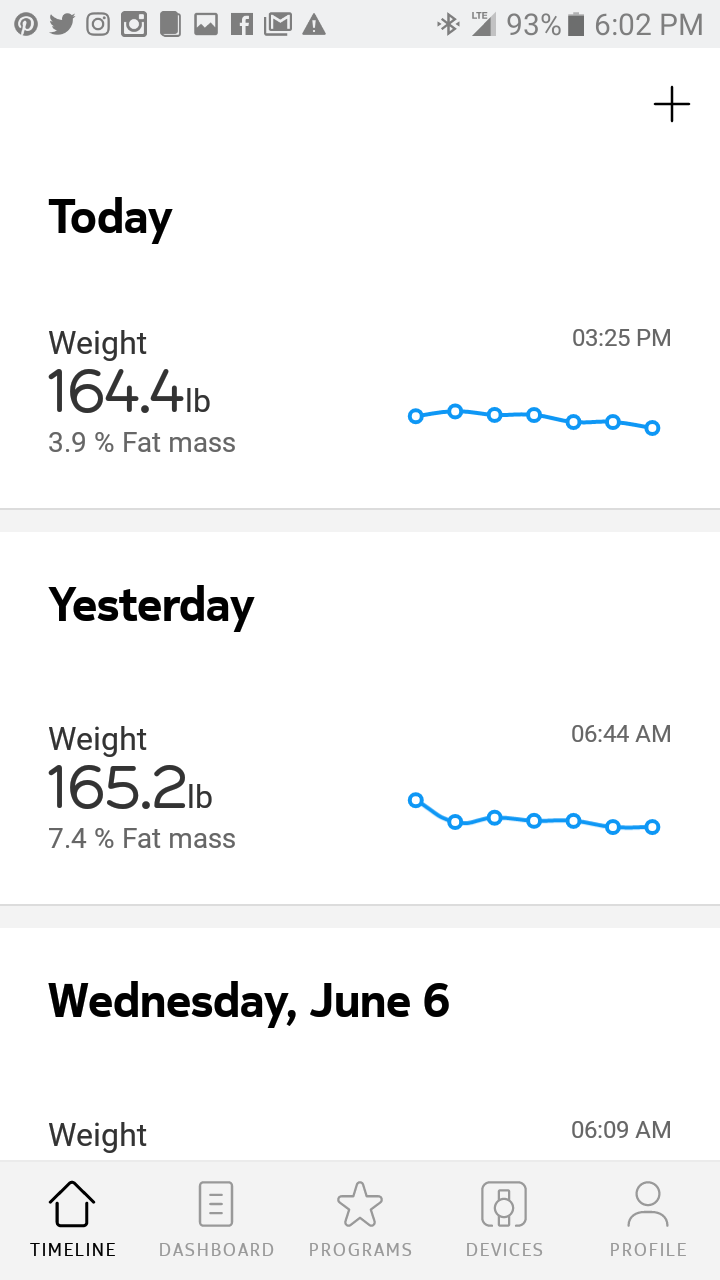 LTE 93% 6:02 PM
Today
Weight 03:25 PM
164.4lb
3.9 % Fat mass
Yesterday
Weight 06:44 AM
165.2lb
7.4 % Fat mass
Wednesday, June 6
Weight 06:09 AM
TIMELINE DASHBOARD PROGRAMS DEVICES PROFILE